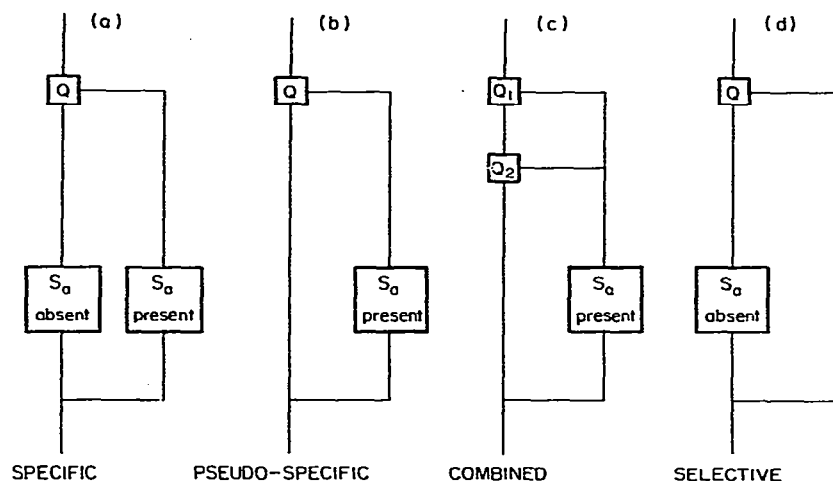 (a) (b) (c) (d)
Q Q Q1 Q
Q2
Sa Sa Sa Sa Sa
absent present present present absent
SPECIFIC PSEUDO-SPECIFIC COMBINED SELECTIVE